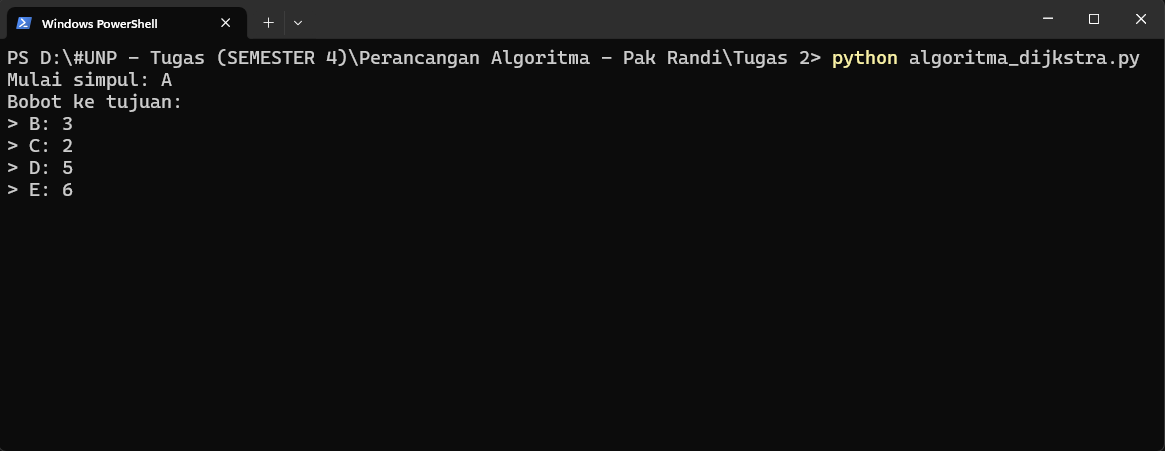 Windows PowerShell
PS D:\#UNP - Tugas (SEMESTER 4)\Perancangan Algoritma - Pak Randi\Tugas 2> python algoritma_dijkstra.py
Mulai simpul: A
Bobot ke tujuan:
> B: 3
> C: 2
> D: 5
> E: 6